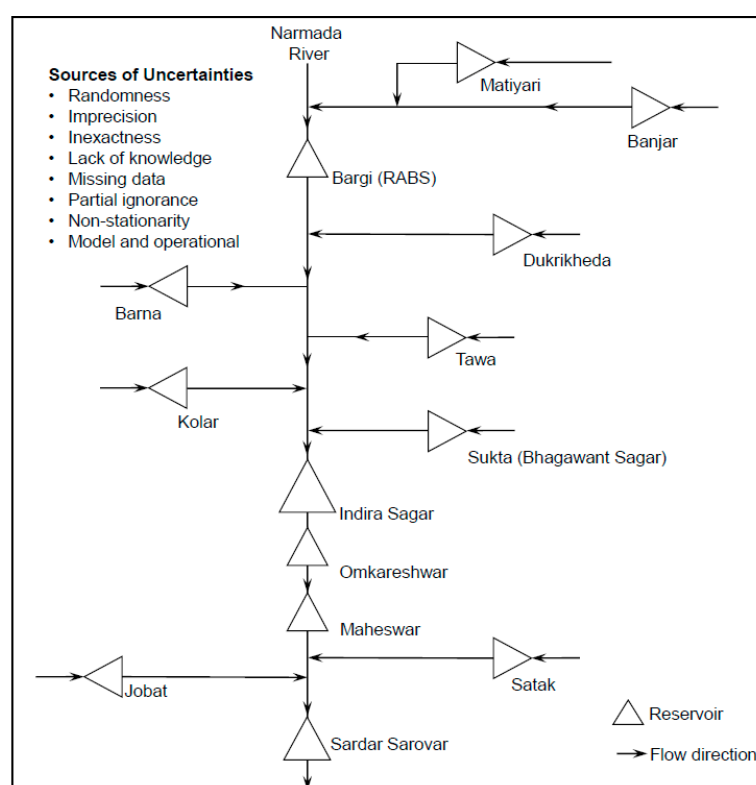 Narmada
River
Sources of Uncertainties
• Randomness
• Imprecision
• Inexactness
• Lack of knowledge
• Missing data
• Partial ignorance
• Non-stationarity
• Model and operational
Matiyari
Banjar
Bargi (RABS)
Dukrikheda
Barna
Tawa
Kolar
Sukta (Bhagawant Sagar)
Indira Sagar
Omkareshwar
Maheswar
Jobat
Satak
Reservoir
Sardar Sarovar
Flow direction